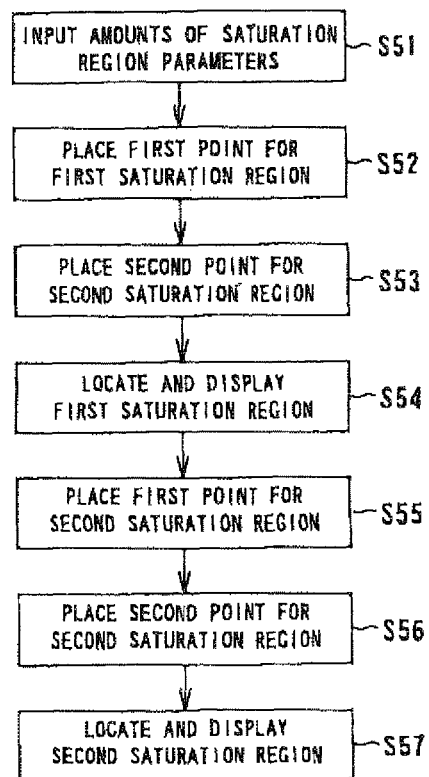 INPUT AMOUNTS OF SATURATION
REGION PARAMETERS
S51
PLACE FIRST POINT FOR
FIRST SATURATION REGION
S52
PLACE SECOND POINT FOR
SECOND SATURATION REGION
S53
LOCATE AND DISPLAY
FIRST SATURATION REGION
S54
PLACE FIRST POINT FOR
SECOND SATURATION REGION
S55
PLACE SECOND POINT FOR
SECOND SATURATION REGION
S56
LOCATE AND DISPLAY
SECOND SATURATION REGION
S57